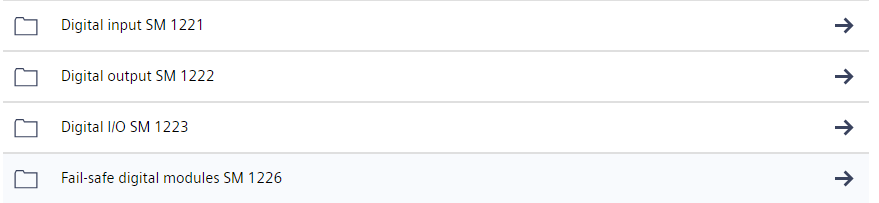 Digital input SM 1221
Digital output SM 1222
Digital I/O SM 1223
Fail-safe digital modules SM 1226